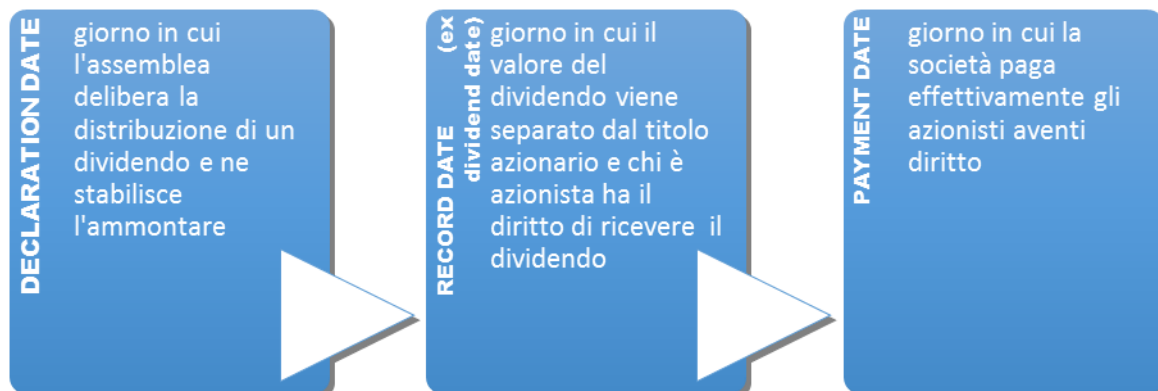 DECLARATION DATE
giorno in cui
l'assemblea
delibera la
distribuzione di un
dividendo e ne
stabilisce
l'ammontare
RECORD DATE (ex
dividend date)
giorno in cui il
valore del
dividendo viene
separato dal titolo
azionario e chi è
azionista ha il
diritto di ricevere il
dividendo
PAYMENT DATE
giorno in cui la
società paga
effettivamente gli
azionisti aventi
diritto